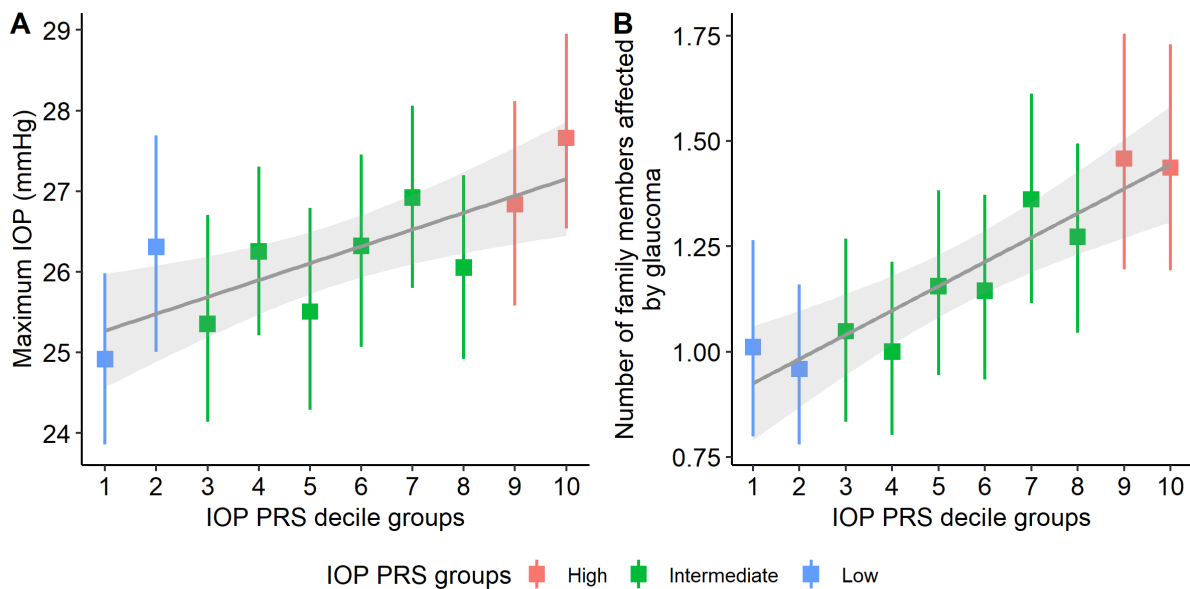 A
Maximum IOP (mmHg)
29
28
27
26
25
24
1 2 3 4 5 6 7 8 9 10
IOP PRS decile groups
B
Number of family members affected
by glaucoma
1.75
1.50
1.25
1.00
0.75
1 2 3 4 5 6 7 8 9 10
IOP PRS decile groups
IOP PRS groups High Intermediate Low